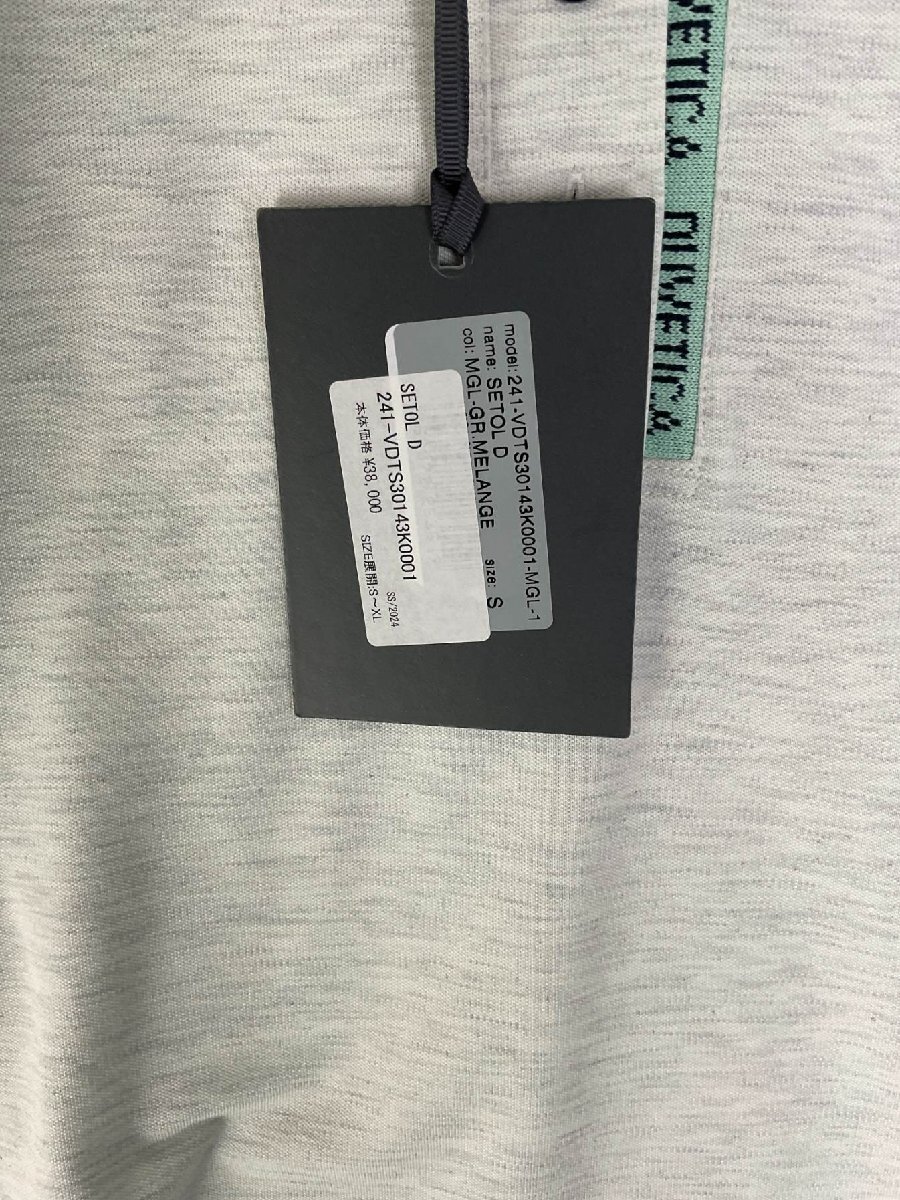 model: 241-VDTS30143K0001-MGL-1
name: SETOL D
col: MGL-GR.MELANGE size: S
SETOL D
241-VDTS30143K0001
SS/2024
本体価格 ¥38,000 SIZE展開:S~XL